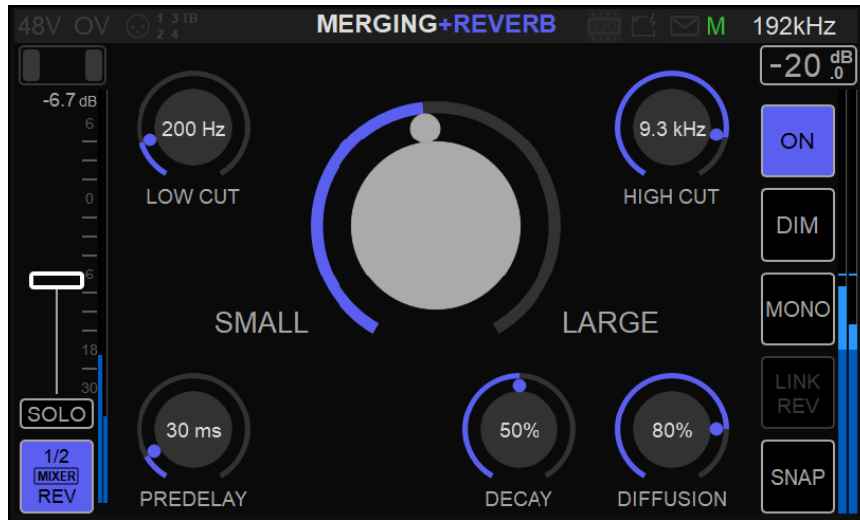 48V OV 1 3 TB MERGING+REVERB I/O M 192kHz
2 4
-20 dB
.0
-6.7 dB
6
200 Hz
9.3 kHz
ON
LOW CUT
HIGH CUT
0
DIM
6
MONO
SMALL
LARGE
18
30
LINK
REV
SOLO
30 ms
50%
80%
1/2
MIXER
REV
SNAP
PREDELAY
DECAY
DIFFUSION